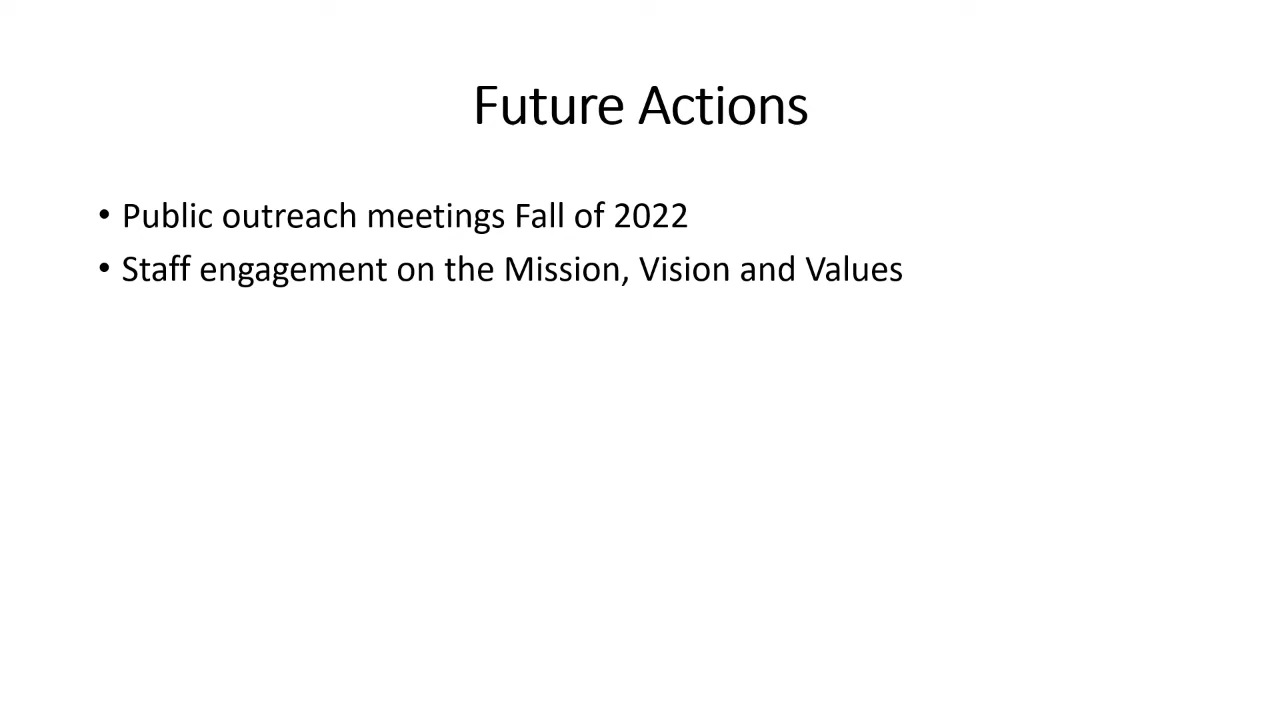 Future Actions
• Public outreach meetings Fall of 2022
• Staff engagement on the Mission, Vision and Values